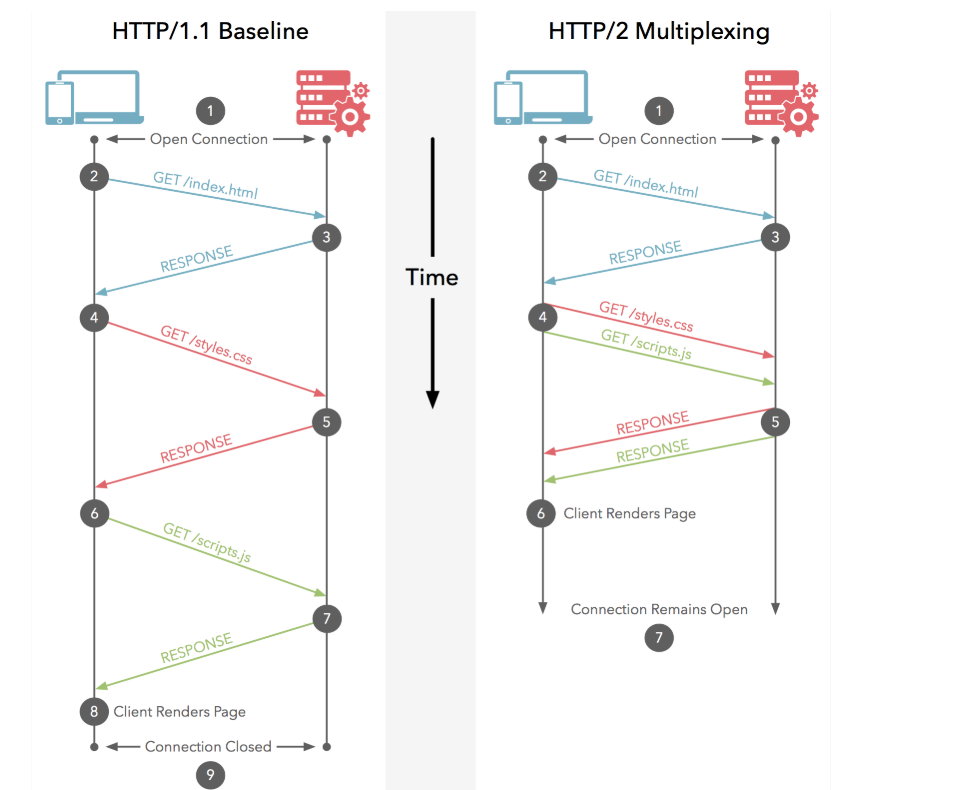 HTTP/1.1 Baseline
1
Open Connection
2
GET /index.html
3
RESPONSE
4
GET /styles.css
5
RESPONSE
6
GET /scripts.js
7
RESPONSE
8
Client Renders Page
Connection Closed
9
Time
HTTP/2 Multiplexing
1
Open Connection
2
GET /index.html
3
RESPONSE
4
GET /styles.css
GET /scripts.js
5
RESPONSE
RESPONSE
6
Client Renders Page
Connection Remains Open
7